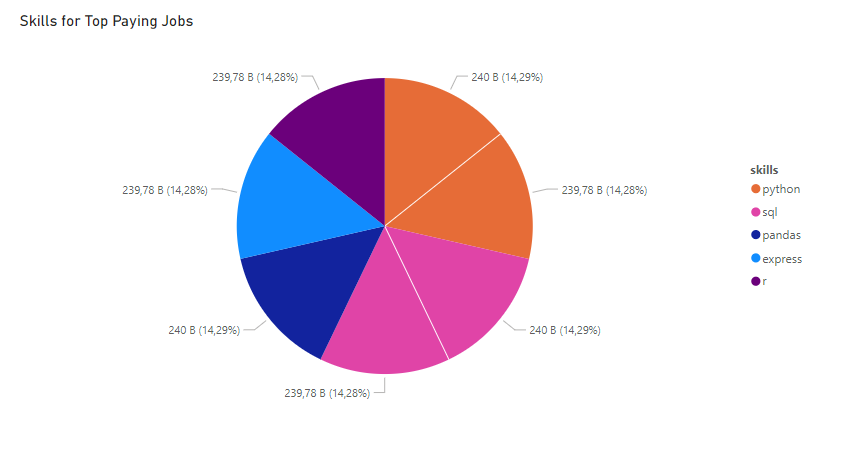 Skills for Top Paying Jobs
239,78 B (14,28%)
240 B (14,29%)
239,78 B (14,28%)
239,78 B (14,28%)
240 B (14,29%)
240 B (14,29%)
239,78 B (14,28%)
skills
python
sql
pandas
express
r